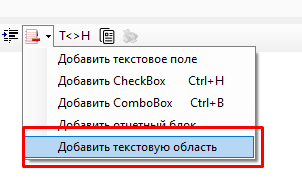 T<>H
Добавить текстовое поле
Добавить CheckBox Ctrl+H
Добавить ComboBox Ctrl+B
Добавить отчетный блок
Добавить текстовую область